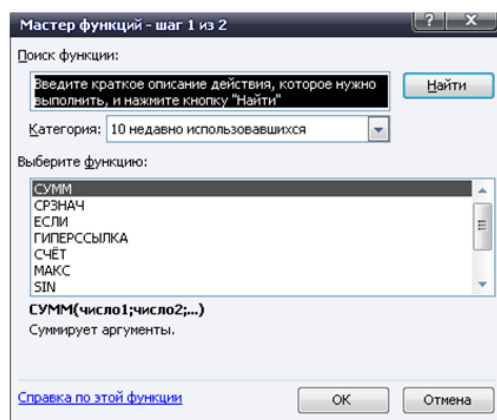 Мастер функций - шаг 1 из 2
Поиск функции:
Введите краткое описание действия, которое нужно
выполнить, и нажмите кнопку "Найти"
Найти
Категория: 10 недавно использовавшихся
Выберите функцию:
СУММ
СРЗНАЧ
ЕСЛИ
ГИПЕРССЫЛКА
СЧЁТ
МАКС
SIN
СУММ(число1;число2;...)
Суммирует аргументы.
Справка по этой функции
ОК
Отмена